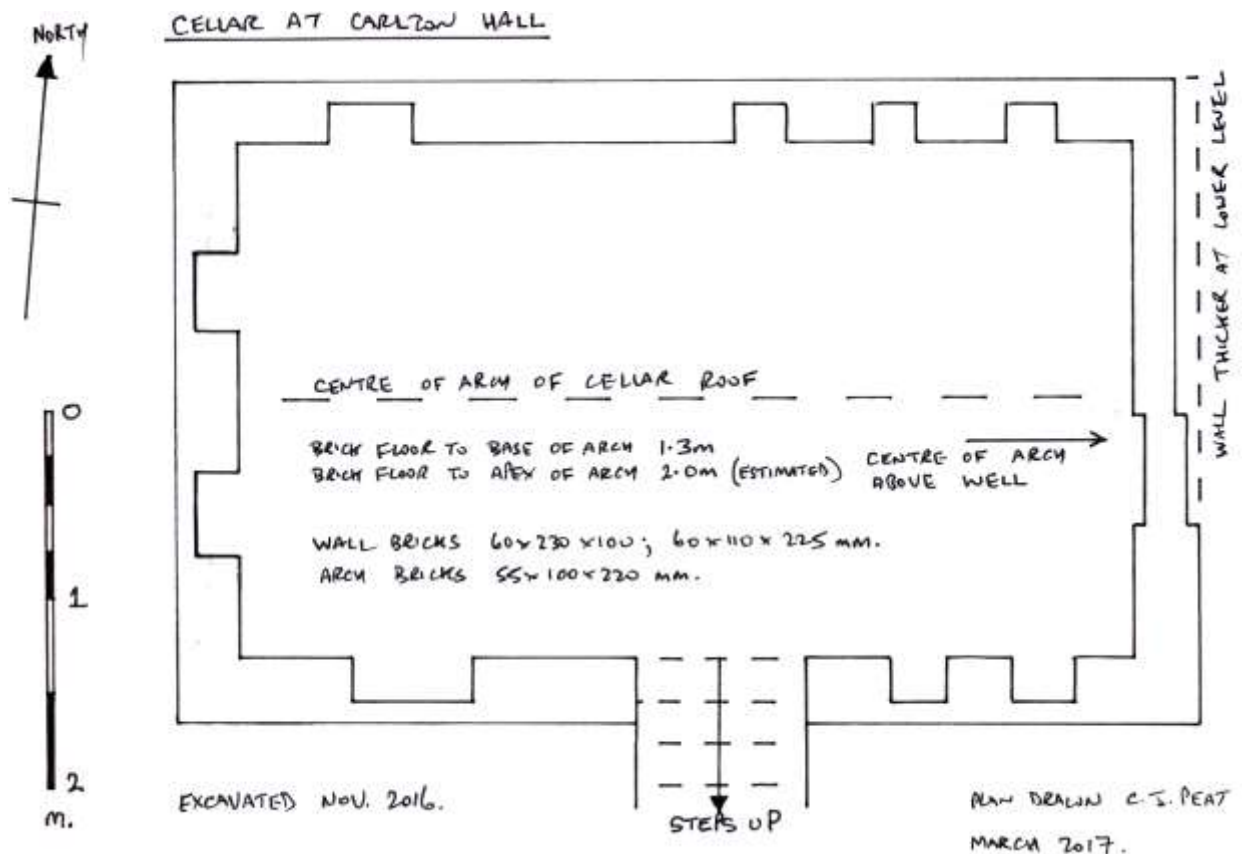 CELLAR AT CARLTON HALL
NORTH
WALL THICKER AT LOWER LEVEL
CENTRE OF ARCH OF CELLAR ROOF
BRICK FLOOR TO BASE OF ARCH 1.3m
BRICK FLOOR TO APEX OF ARCH 2.0m (ESTIMATED)
CENTRE OF ARCH
ABOVE WELL
WALL BRICKS 60x230x100; 60x110x225 mm.
ARCH BRICKS 55x100x220 mm.
0
1
2
m.
EXCAVATED NOV. 2016.
STEPS UP
PLAN DRAWN C.J. PEAT
MARCH 2017.